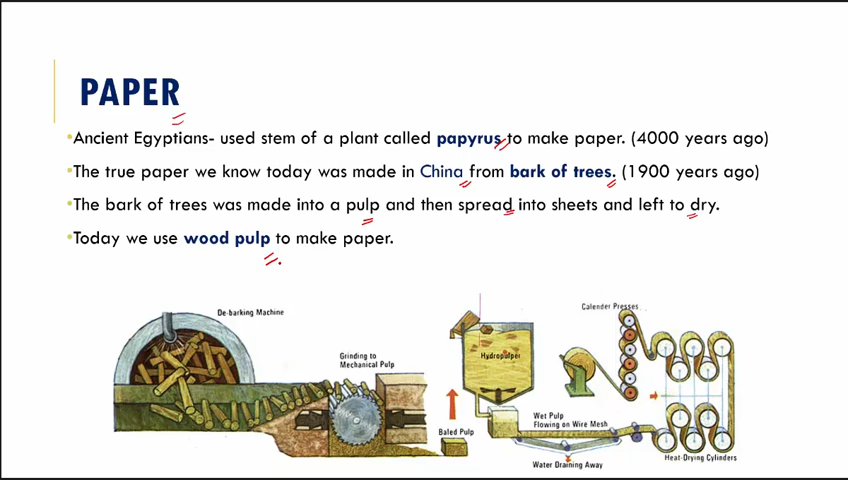 PAPER
•Ancient Egyptians- used stem of a plant called papyrus to make paper. (4000 years ago)
•The true paper we know today was made in China from bark of trees. (1900 years ago)
•The bark of trees was made into a pulp and then spread into sheets and left to dry.
•Today we use wood pulp to make paper.
De-barking Machine
Grinding to
Mechanical Pulp
Baled Pulp
Hydropulper
Wet Pulp
Flowing on Wire Mesh
Water Draining Away
Calender Presses
Heat-Drying Cylinders